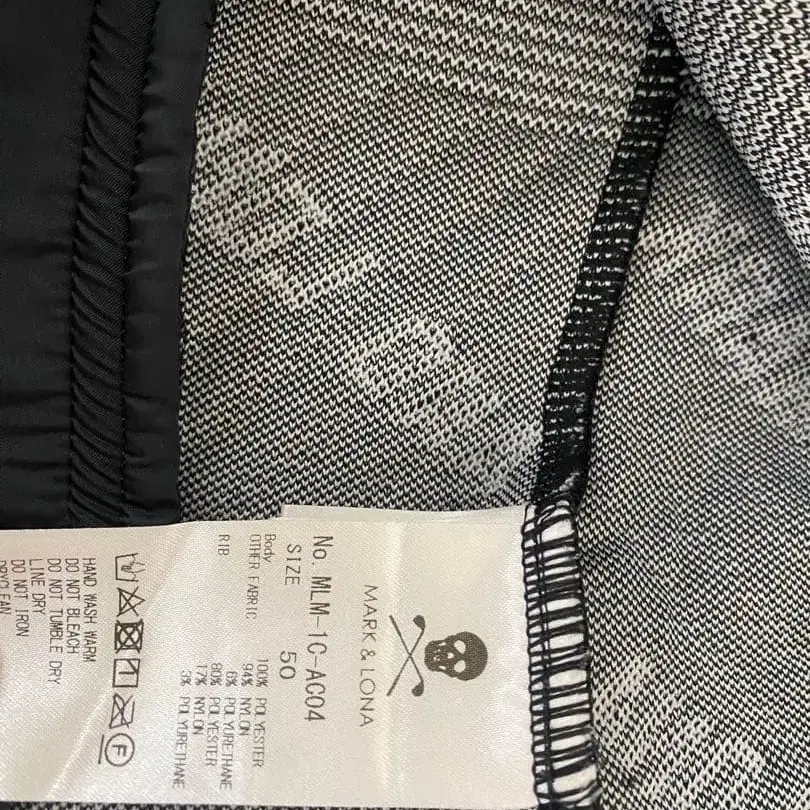 MARK & LONA
No. MLM-1C-AC04
SIZE 50
Body 100% POLYESTER
OTHER FABRIC 94% NYLON
6% POLYURETHANE
RIB 80% POLYESTER
17% NYLON
3% POLYURETHANE
F
HAND WASH WARM
DO NOT BLEACH
DO NOT TUMBLE DRY
LINE DRY
DO NOT IRON
DRYCLEAN